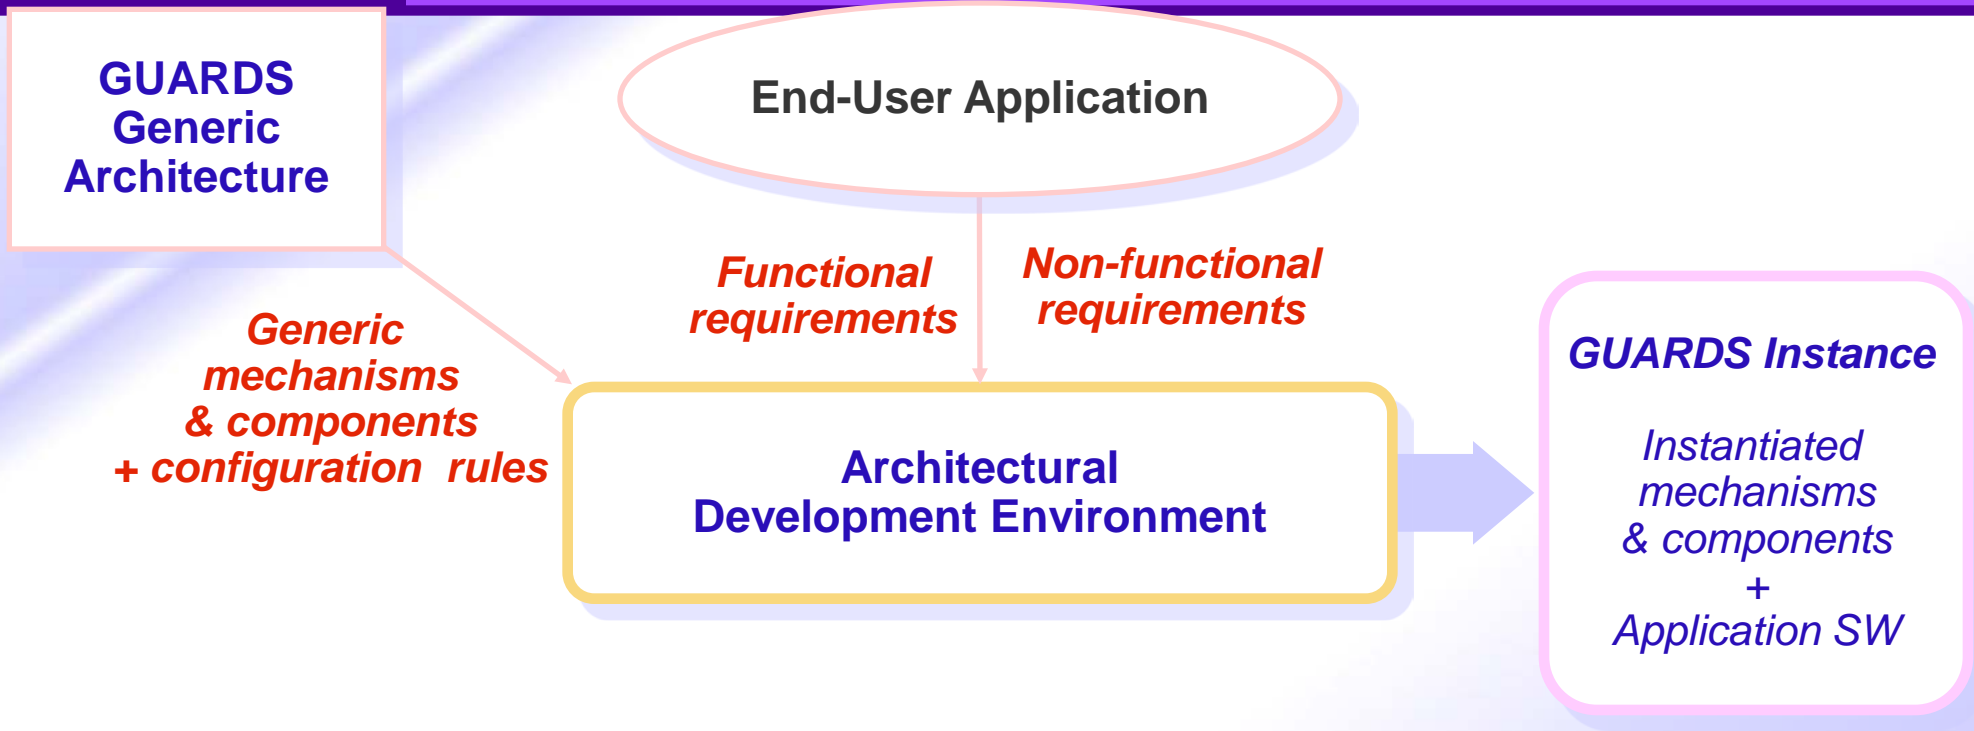 GUARDS
Generic
Architecture
End-User Application
Functional
requirements
Non-functional
requirements
Generic
mechanisms
& components
+ configuration rules
Architectural
Development Environment
GUARDS Instance
Instantiated
mechanisms
& components
+
Application SW